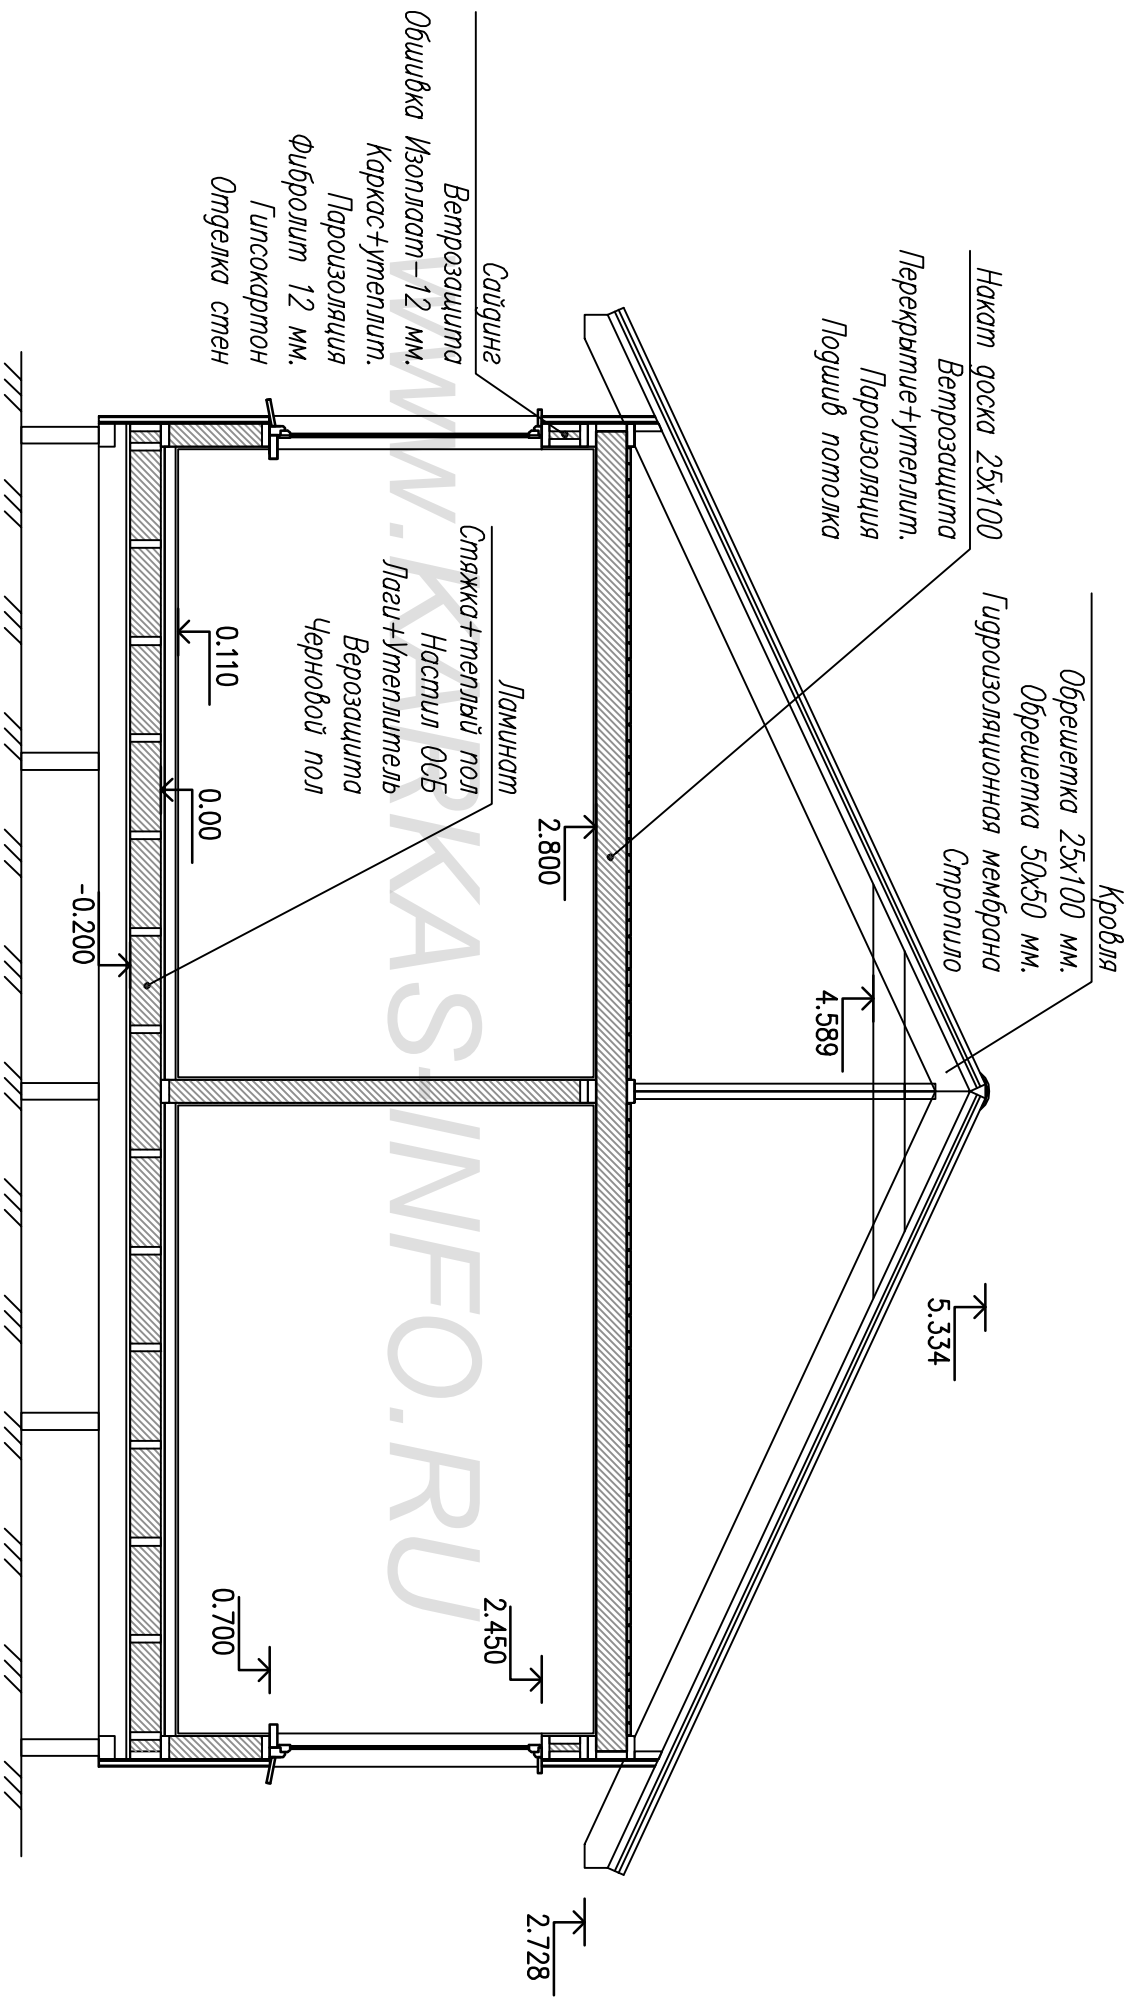 Кровля
Обрешетка 25х100 мм.
Обрешетка 50х50 мм.
Гидроизоляционная мембрана
Стропило
Накат доска 25х100
Ветрозащита
Перекрытие+утеплит.
Пароизоляция
Подшив потолка
Сайдинг
Ветрозащита
Обшивка Изоплаат-12 мм.
Каркас+утеплит.
Пароизоляция
Фибролит 12 мм.
Гипсокартон
Отделка стен
Ламинат
Стяжка+теплый пол
Настил ОСБ
Лаги+Утеплитель
Верозащита
Черновой пол
5.334
4.589
2.800
2.728
2.450
0.700
0.110
0.00
-0.200
www.KARKAS-INFO.RU